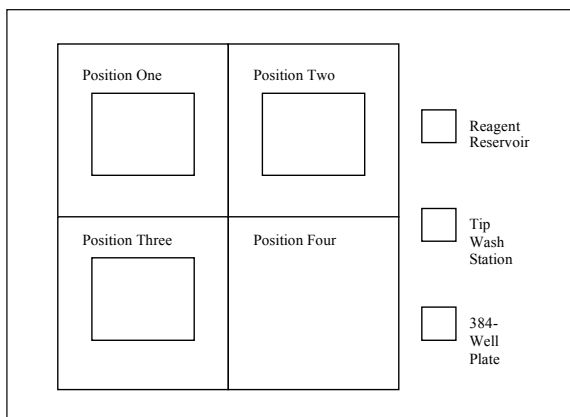 Position One
Position Two
Reagent
Reservoir
Position Three
Position Four
Tip
Wash
Station
384-
Well
Plate